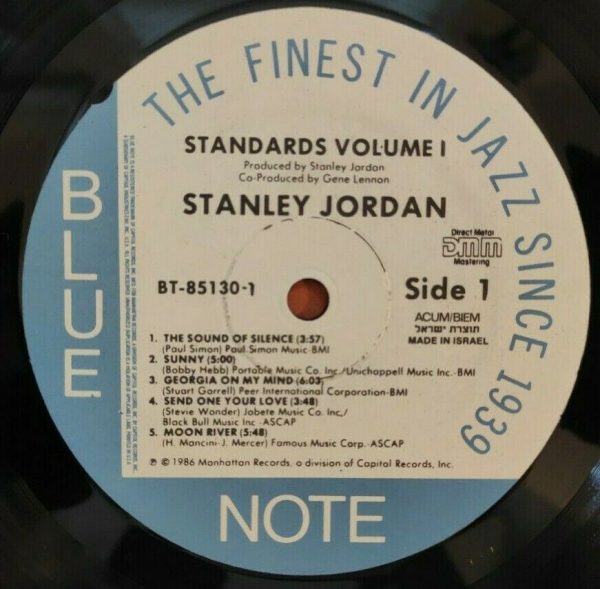 THE FINEST IN JAZZ SINCE 1939
STANDARDS VOLUME I
Produced by Stanley Jordan
Co-Produced by Gene Lennon
STANLEY JORDAN
Direct Metal
DMM
Mastering
BT-85130-1
Side 1
ACUM/BIEM
תוצרת ישראל
MADE IN ISRAEL
1. THE SOUND OF SILENCE (3:57)
(Paul Simon) Paul Simon Music-BMI
2. SUNNY (5:00)
(Bobby Hebb) Portable Music Co. Inc./Unichappell Music Inc.-BMI
3. GEORGIA ON MY MIND (6:03)
(Stuart Gorrell) Peer International Corporation-BMI
4. SEND ONE YOUR LOVE (3:48)
(Stevie Wonder) Jobete Music Co. Inc./
Black Bull Music Inc.-ASCAP
5. MOON RIVER (5:48)
(H. Mancini-J. Mercer) Famous Music Corp.-ASCAP
℗ © 1986 Manhattan Records, a division of Capitol Records, Inc.
BLUE
NOTE